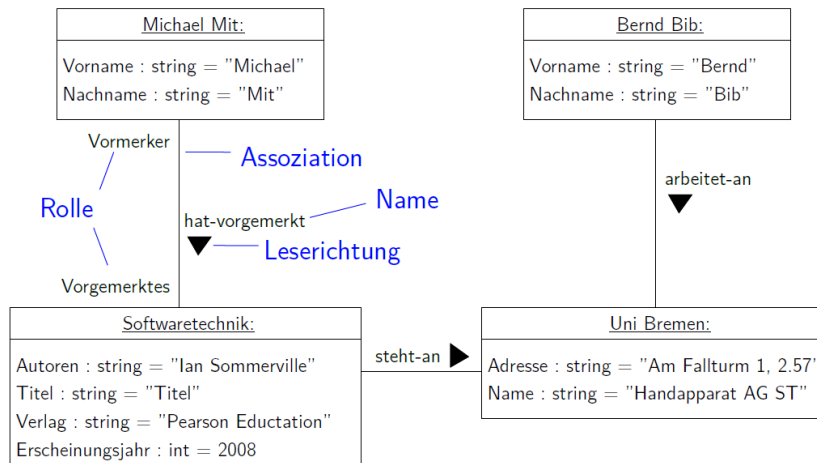 Michael Mit:
Vorname : string = "Michael"
Nachname : string = "Mit"
Bernd Bib:
Vorname : string = "Bernd"
Nachname : string = "Bib"
Vormerker
Assoziation
arbeitet-an
Rolle
Name
hat-vorgemerkt
Leserichtung
Vorgemerktes
Softwaretechnik:
Autoren : string = "Ian Sommerville"
Titel : string = "Titel"
Verlag : string = "Pearson Eductation"
Erscheinungsjahr : int = 2008
steht-an
Uni Bremen:
Adresse : string = "Am Fallturm 1, 2.57"
Name : string = "Handapparat AG ST"